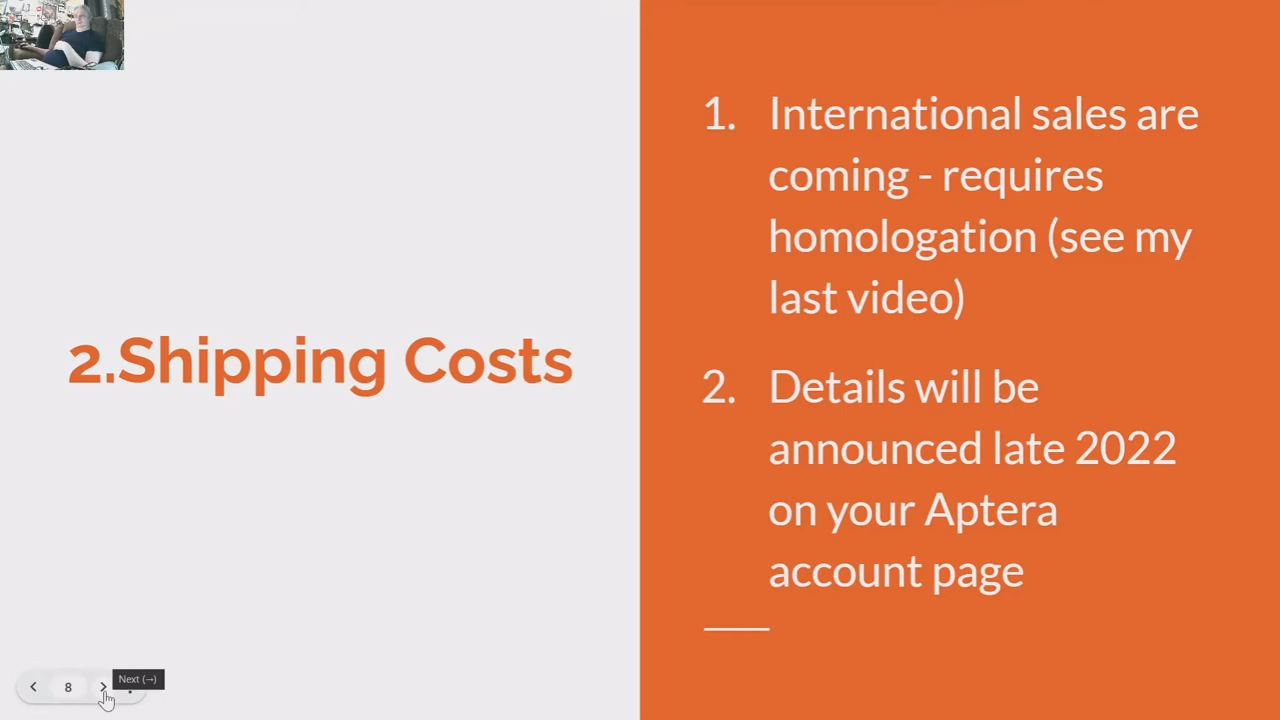 2.Shipping Costs
1. International sales are
coming - requires
homologation (see my
last video)
2. Details will be
announced late 2022
on your Aptera
account page
8
Next (→)